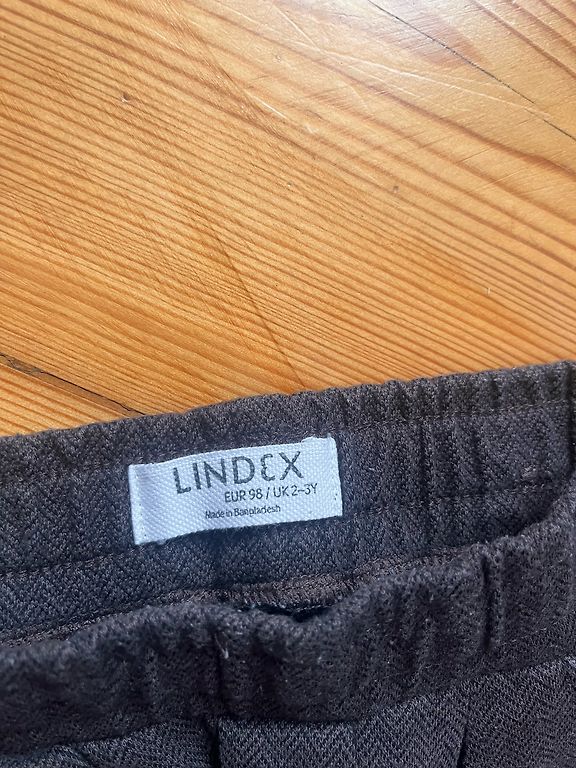 LINDEX
EUR 98 / UK 2-3Y
Made in Bangladesh